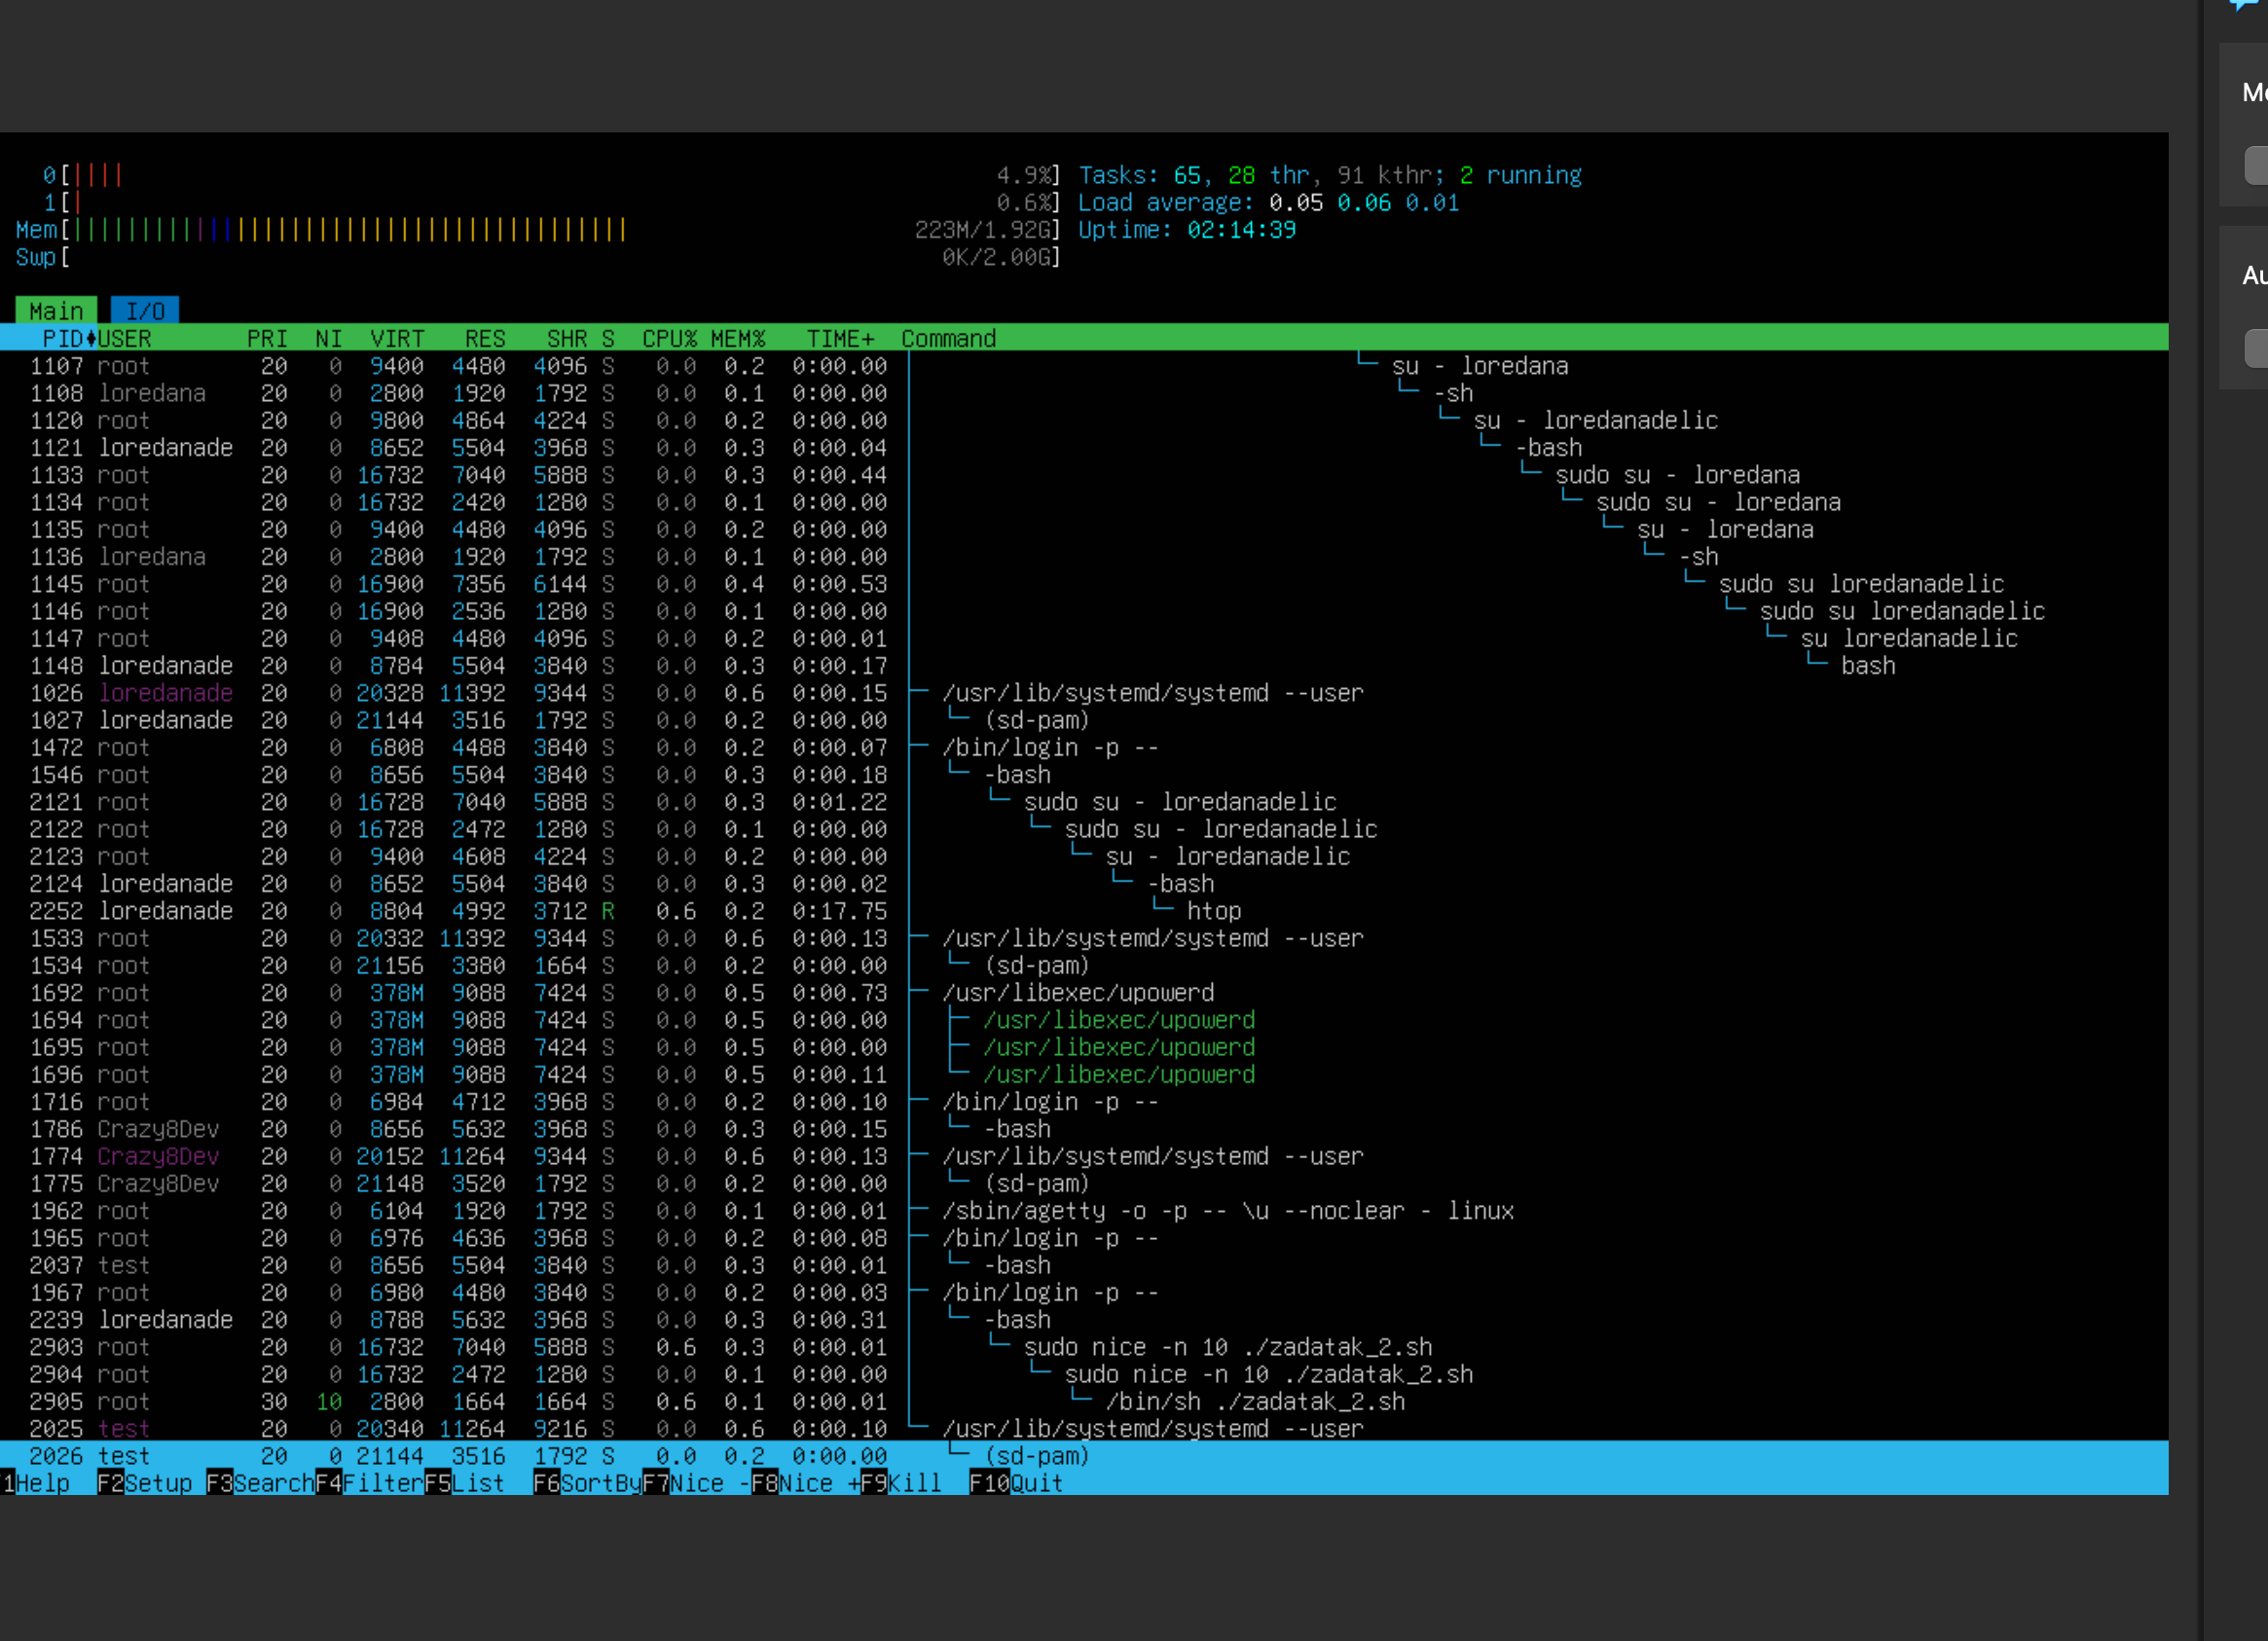 0[|||| 4.9%] Tasks: 65, 28 thr, 91 kthr; 2 running
1[| 0.6%] Load average: 0.05 0.06 0.01
Mem[||||||||||||||||||||||||||||||||||||||||| 223M/1.92G] Uptime: 02:14:39
Swp[ 0K/2.00G]
Main I/O
PID♦USER PRI NI VIRT RES SHR S CPU% MEM% TIME+ Command
1107 root 20 0 9400 4480 4096 S 0.0 0.2 0:00.00 su - loredana
1108 loredana 20 0 2800 1920 1792 S 0.0 0.1 0:00.00 -sh
1120 root 20 0 9800 4864 4224 S 0.0 0.2 0:00.00 su - loredanadelic
1121 loredanade 20 0 8652 5504 3968 S 0.0 0.3 0:00.04 -bash
1133 root 20 0 16732 7040 5888 S 0.0 0.3 0:00.44 sudo su - loredana
1134 root 20 0 16732 2420 1280 S 0.0 0.1 0:00.00 sudo su - loredana
1135 root 20 0 9400 4480 4096 S 0.0 0.2 0:00.00 su - loredana
1136 loredana 20 0 2800 1920 1792 S 0.0 0.1 0:00.00 -sh
1145 root 20 0 16900 7356 6144 S 0.0 0.4 0:00.53 sudo su loredanadelic
1146 root 20 0 16900 2536 1280 S 0.0 0.1 0:00.00 sudo su loredanadelic
1147 root 20 0 9408 4480 4096 S 0.0 0.2 0:00.01 su loredanadelic
1148 loredanade 20 0 8784 5504 3840 S 0.0 0.3 0:00.17 bash
1026 loredanade 20 0 20328 11392 9344 S 0.0 0.6 0:00.15 /usr/lib/systemd/systemd --user
1027 loredanade 20 0 21144 3516 1792 S 0.0 0.2 0:00.00 (sd-pam)
1472 root 20 0 6808 4488 3840 S 0.0 0.2 0:00.07 /bin/login -p --
1546 root 20 0 8656 5504 3840 S 0.0 0.3 0:00.18 -bash
2121 root 20 0 16728 7040 5888 S 0.0 0.3 0:01.22 sudo su - loredanadelic
2122 root 20 0 16728 2472 1280 S 0.0 0.1 0:00.00 sudo su - loredanadelic
2123 root 20 0 9400 4608 4224 S 0.0 0.2 0:00.00 su - loredanadelic
2124 loredanade 20 0 8652 5504 3840 S 0.0 0.3 0:00.02 -bash
2252 loredanade 20 0 8804 4992 3712 R 0.6 0.2 0:17.75 htop
1533 root 20 0 20332 11392 9344 S 0.0 0.6 0:00.13 /usr/lib/systemd/systemd --user
1534 root 20 0 21156 3380 1664 S 0.0 0.2 0:00.00 (sd-pam)
1692 root 20 0 378M 9088 7424 S 0.0 0.5 0:00.73 /usr/libexec/upowerd
1694 root 20 0 378M 9088 7424 S 0.0 0.5 0:00.00 /usr/libexec/upowerd
1695 root 20 0 378M 9088 7424 S 0.0 0.5 0:00.00 /usr/libexec/upowerd
1696 root 20 0 378M 9088 7424 S 0.0 0.5 0:00.11 /usr/libexec/upowerd
1716 root 20 0 6984 4712 3968 S 0.0 0.2 0:00.10 /bin/login -p --
1786 Crazy8Dev 20 0 8656 5632 3968 S 0.0 0.3 0:00.15 -bash
1774 Crazy8Dev 20 0 20152 11264 9344 S 0.0 0.6 0:00.13 /usr/lib/systemd/systemd --user
1775 Crazy8Dev 20 0 21148 3520 1792 S 0.0 0.2 0:00.00 (sd-pam)
1962 root 20 0 6104 1920 1792 S 0.0 0.1 0:00.01 /sbin/agetty -o -p -- \u --noclear - linux
1965 root 20 0 6976 4636 3968 S 0.0 0.2 0:00.08 /bin/login -p --
2037 test 20 0 8656 5504 3840 S 0.0 0.3 0:00.01 -bash
1967 root 20 0 6980 4480 3840 S 0.0 0.2 0:00.03 /bin/login -p --
2239 loredanade 20 0 8788 5632 3968 S 0.0 0.3 0:00.31 -bash
2903 root 20 0 16732 7040 5888 S 0.6 0.3 0:00.01 sudo nice -n 10 ./zadatak_2.sh
2904 root 20 0 16732 2472 1280 S 0.0 0.1 0:00.00 sudo nice -n 10 ./zadatak_2.sh
2905 root 30 10 2800 1664 1664 S 0.6 0.1 0:00.01 /bin/sh ./zadatak_2.sh
2025 test 20 0 20340 11264 9216 S 0.0 0.6 0:00.10 /usr/lib/systemd/systemd --user
2026 test 20 0 21144 3516 1792 S 0.0 0.2 0:00.00 (sd-pam)
1Help F2Setup F3SearchF4FilterF5List F6SortByF7Nice -F8Nice +F9Kill F10Quit